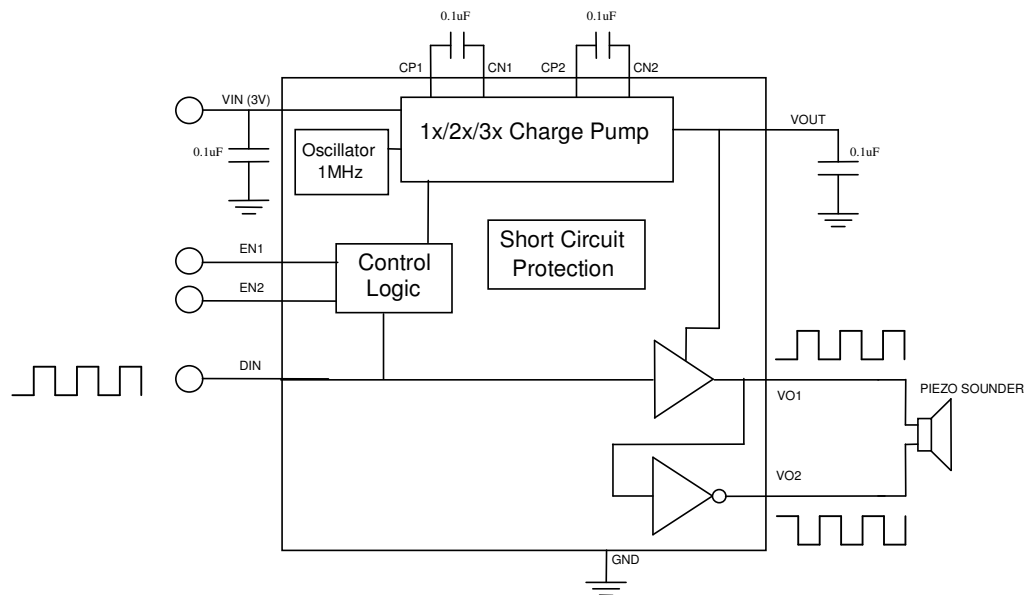 0.1uF
0.1uF
CP1
CN1
CP2
CN2
VIN (3V)
1x/2x/3x Charge Pump
VOUT
Oscillator
1MHz
0.1uF
0.1uF
EN1
Control
Logic
Short Circuit
Protection
EN2
DIN
PIEZO SOUNDER
VO1
VO2
GND